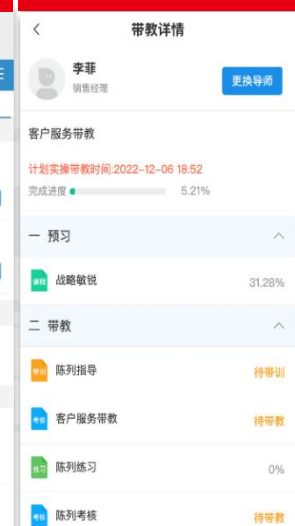 带教详情
李菲
销售经理
更换导师
客户服务带教
计划实操带教时间:2022-12-06 18:52
完成进度 5.21%
一 预习
战略敏锐 31.28%
二 带教
带训 陈列指导 待带训
考核 客户服务带教 待带教
练习 陈列练习 0%
考核 陈列考核 待带教